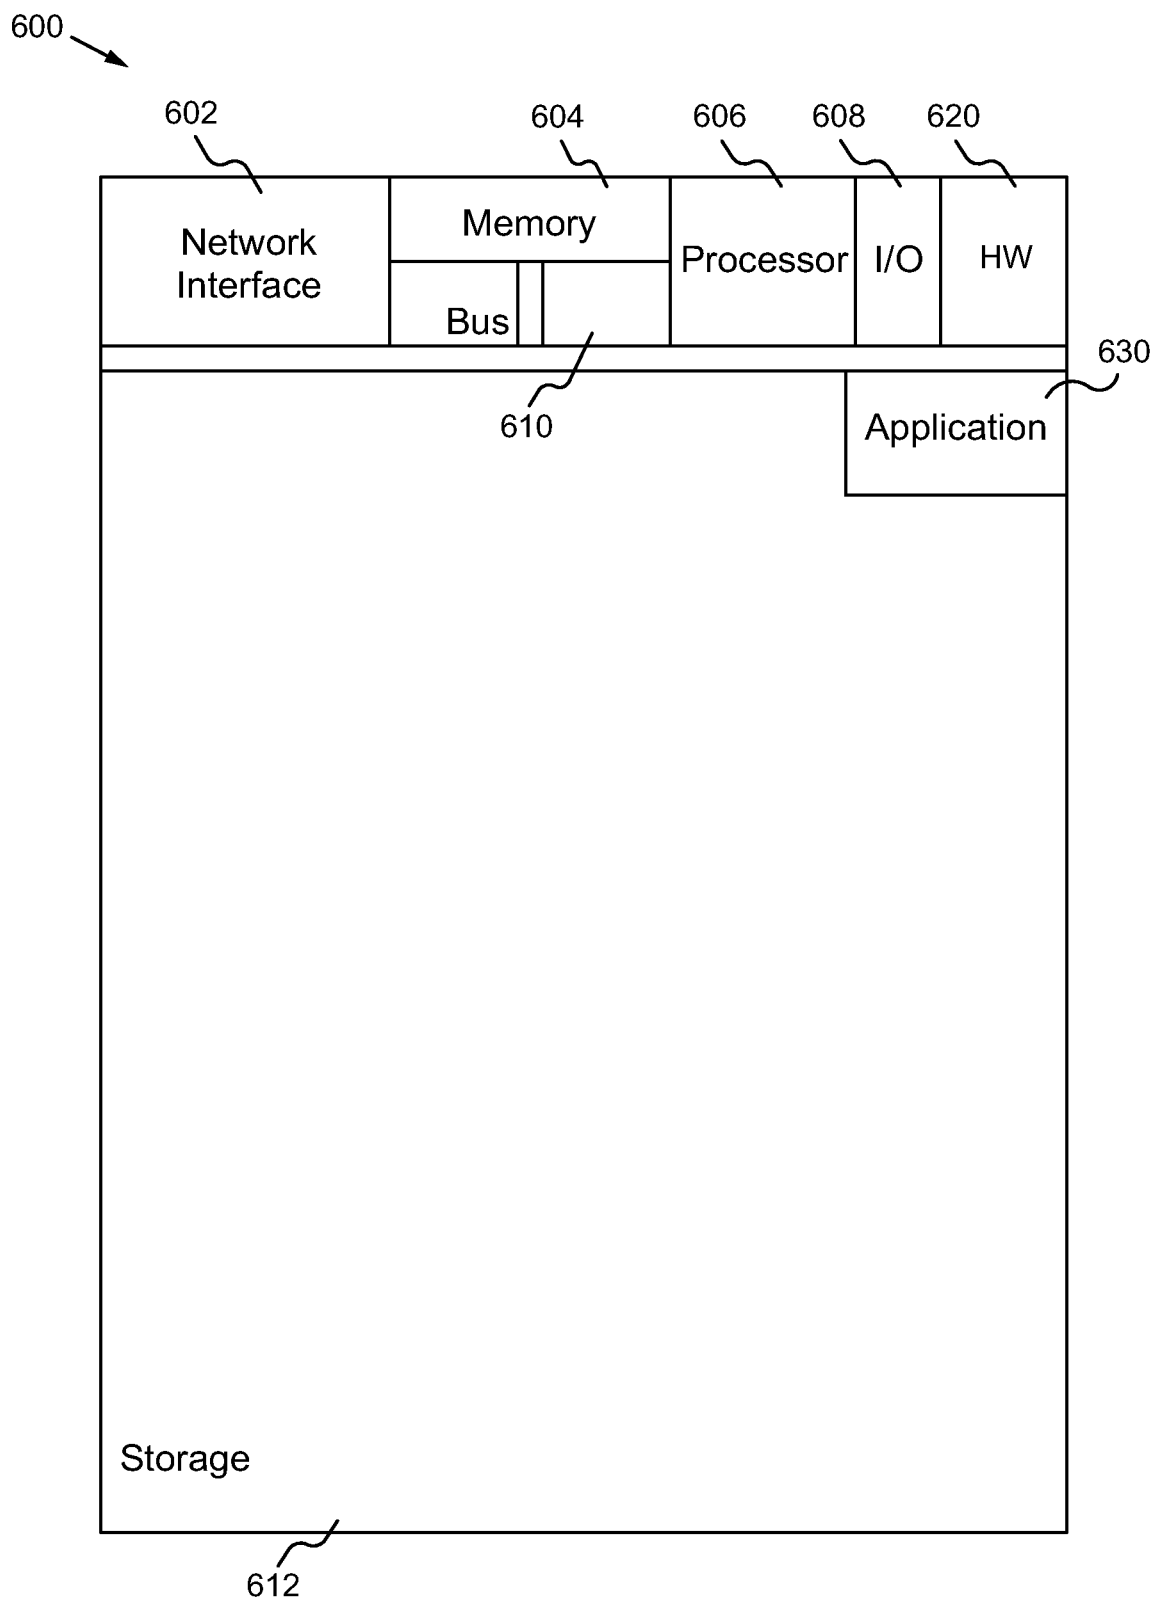 600
602
604
606
608
620
Network
Interface
Memory
Processor
I/O
HW
Bus
630
610
Application
Storage
612